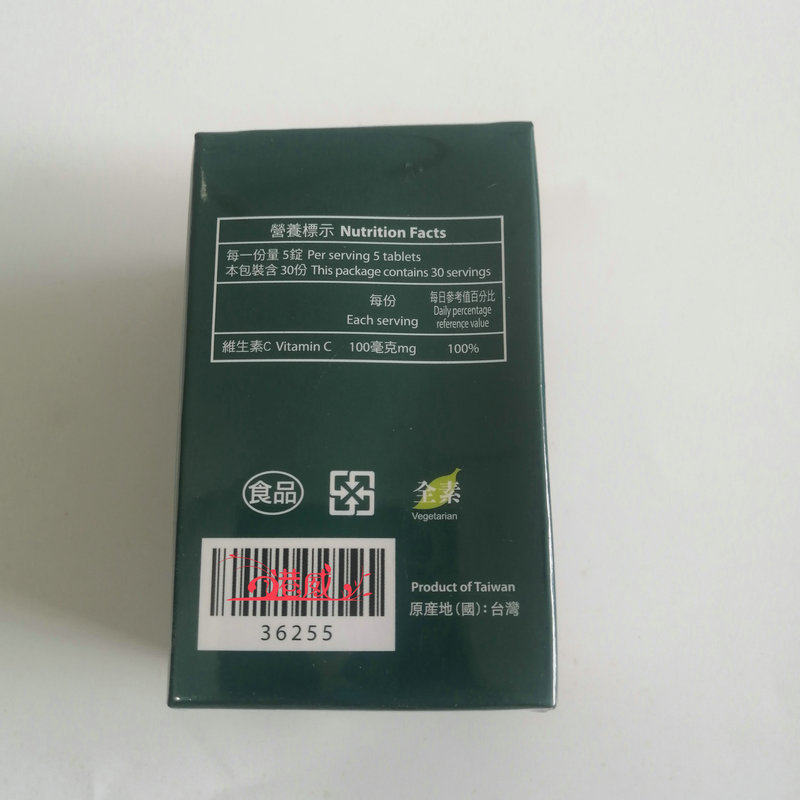 營養標示 Nutrition Facts
每一份量 5錠 Per serving 5 tablets
本包裝含 30份 This package contains 30 servings
每份
Each serving
每日參考值百分比
Daily percentage
reference value
維生素C Vitamin C 100毫克mg 100%
食品
全素
Vegetarian
港威
36255
Product of Taiwan
原產地(國):台灣